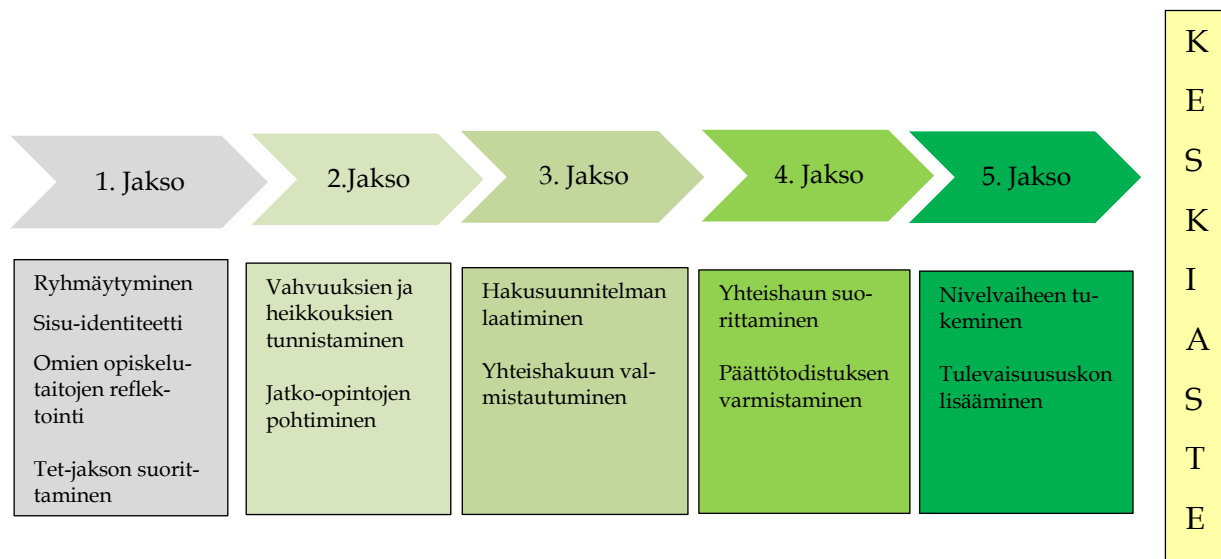 1. Jakso
2.Jakso
3. Jakso
4. Jakso
5. Jakso
Ryhmäytyminen
Sisu-identiteetti
Omien opiskelu-
taitojen reflek-
tointi
Tet-jakson suorit-
taminen
Vahvuuksien ja
heikkouksien
tunnistaminen
Jatko-opintojen
pohtiminen
Hakusuunnitelman
laatiminen
Yhteishakuun val-
mistautuminen
Yhteishaun suo-
rittaminen
Päättötodistuksen
varmistaminen
Nivelvaiheen tu-
keminen
Tulevaisuususkon
lisääminen
K
E
S
K
I
A
S
T
E